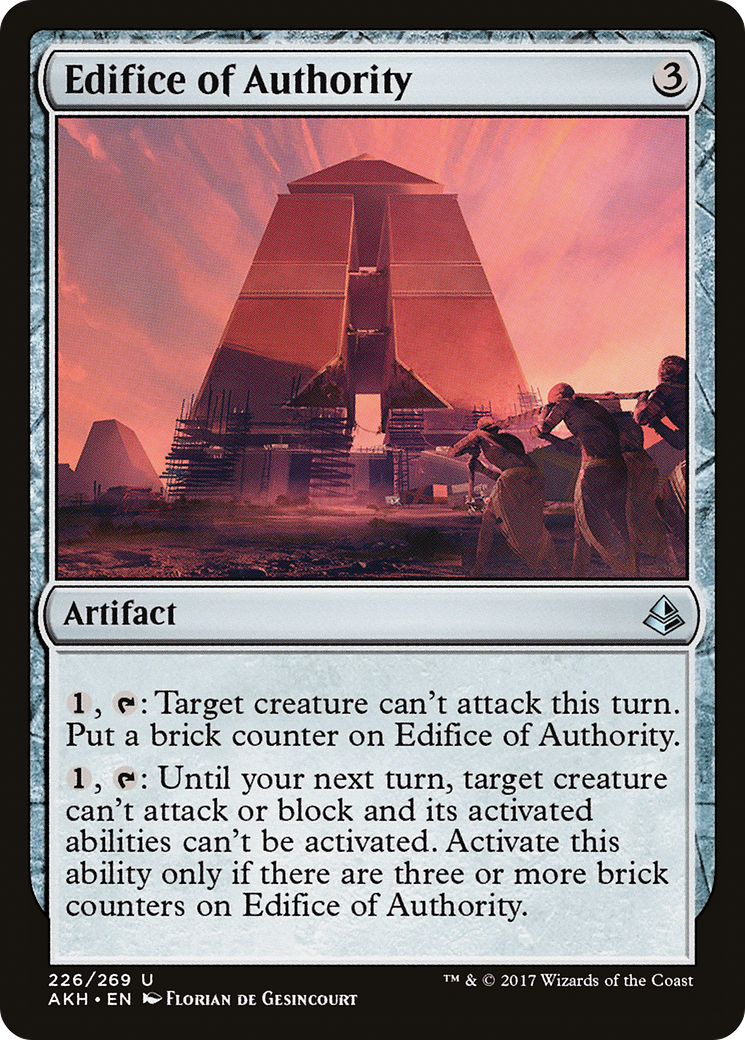 Edifice of Authority 3
Artifact
1, : Target creature can't attack this turn.
Put a brick counter on Edifice of Authority.
1, : Until your next turn, target creature
can't attack or block and its activated
abilities can't be activated. Activate this
ability only if there are three or more brick
counters on Edifice of Authority.
226/269 U
™ & © 2017 Wizards of the Coast
AKH • EN Florian de Gesincourt